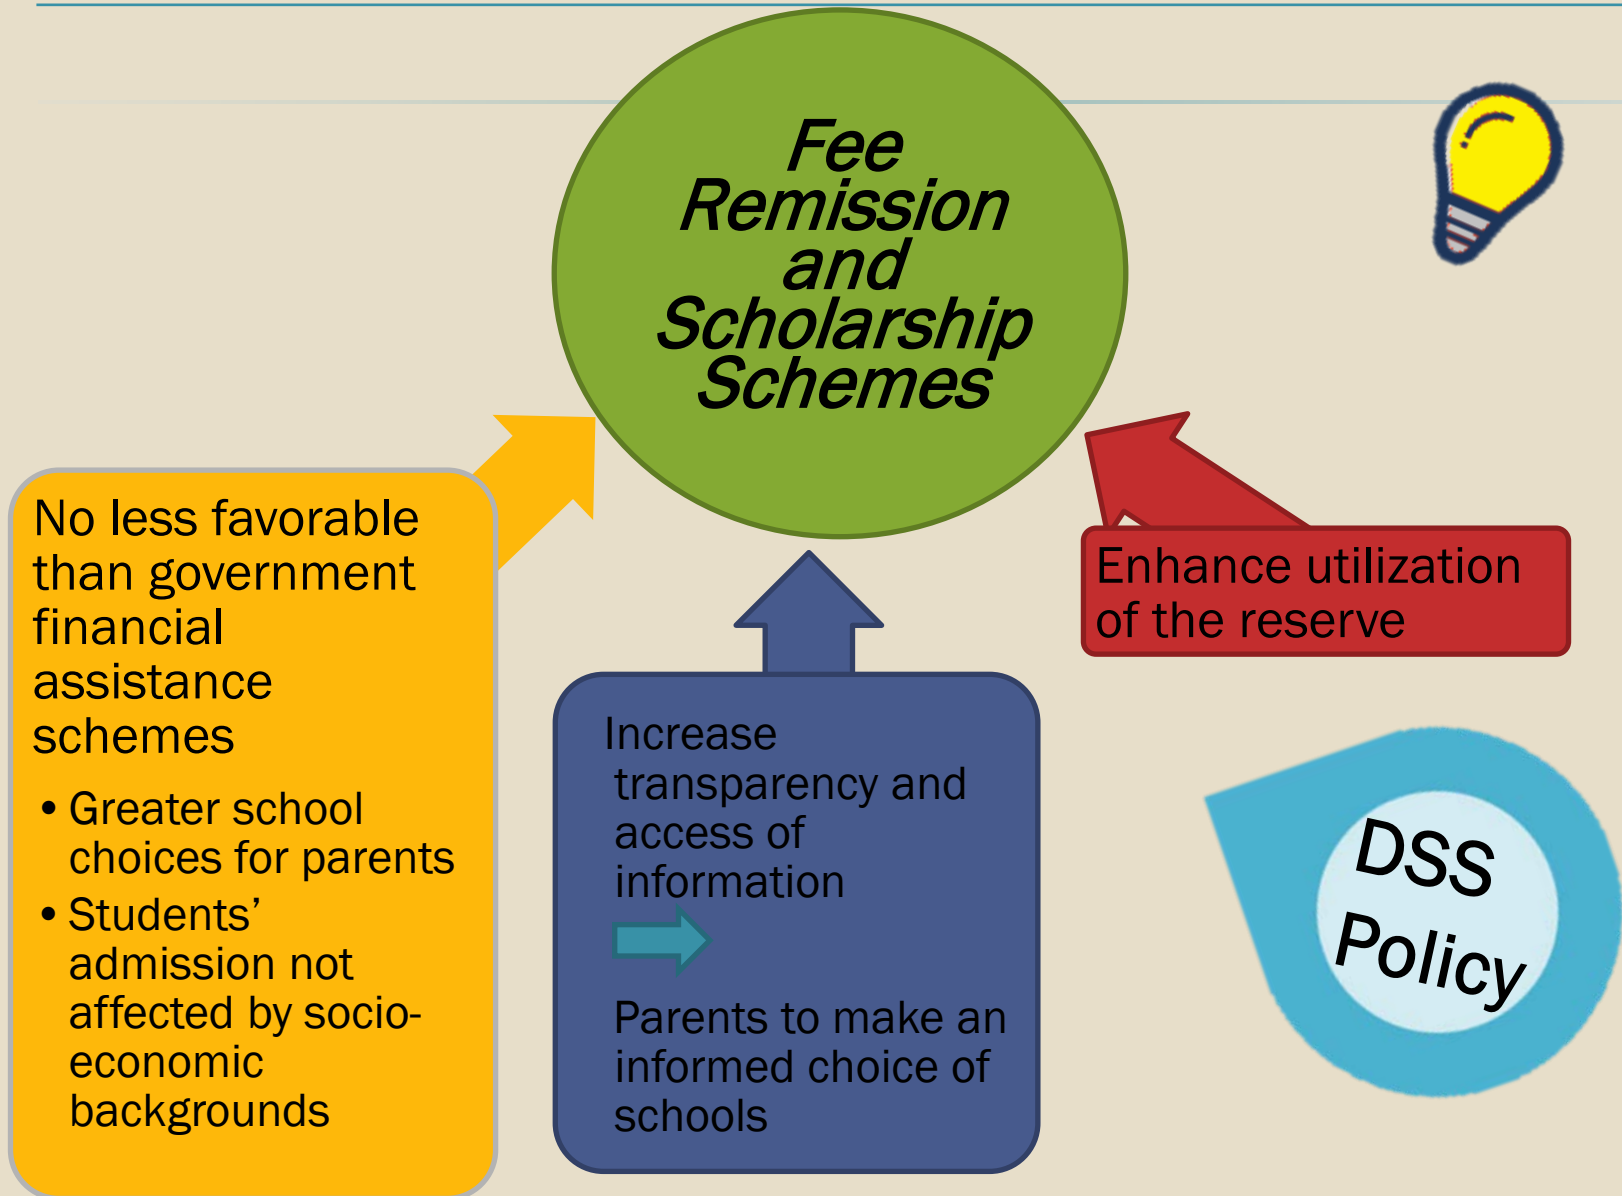 Fee
Remission
and
Scholarship
Schemes
No less favorable
than government
financial
assistance
schemes
• Greater school
choices for parents
• Students’
admission not
affected by socio-
economic
backgrounds
Increase
transparency and
access of
information
Parents to make an
informed choice of
schools
Enhance utilization
of the reserve
DSS
Policy